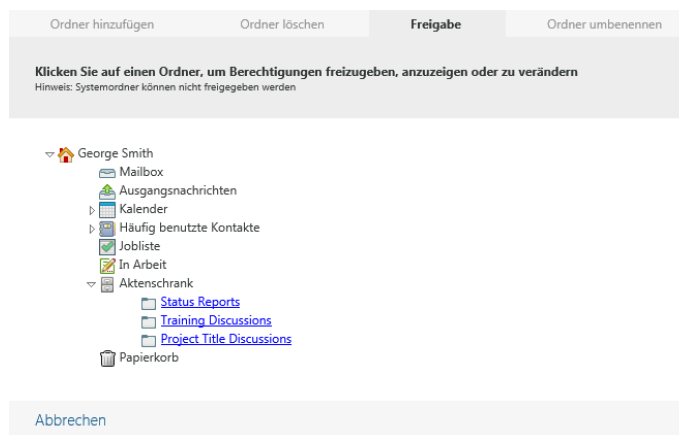 Ordner hinzufügen Ordner löschen Freigabe Ordner umbenennen
Klicken Sie auf einen Ordner, um Berechtigungen freizugeben, anzuzeigen oder zu verändern
Hinweis: Systemordner können nicht freigegeben werden
George Smith
Mailbox
Ausgangsnachrichten
Kalender
Häufig benutzte Kontakte
Jobliste
In Arbeit
Aktenschrank
Status Reports
Training Discussions
Project Title Discussions
Papierkorb
Abbrechen